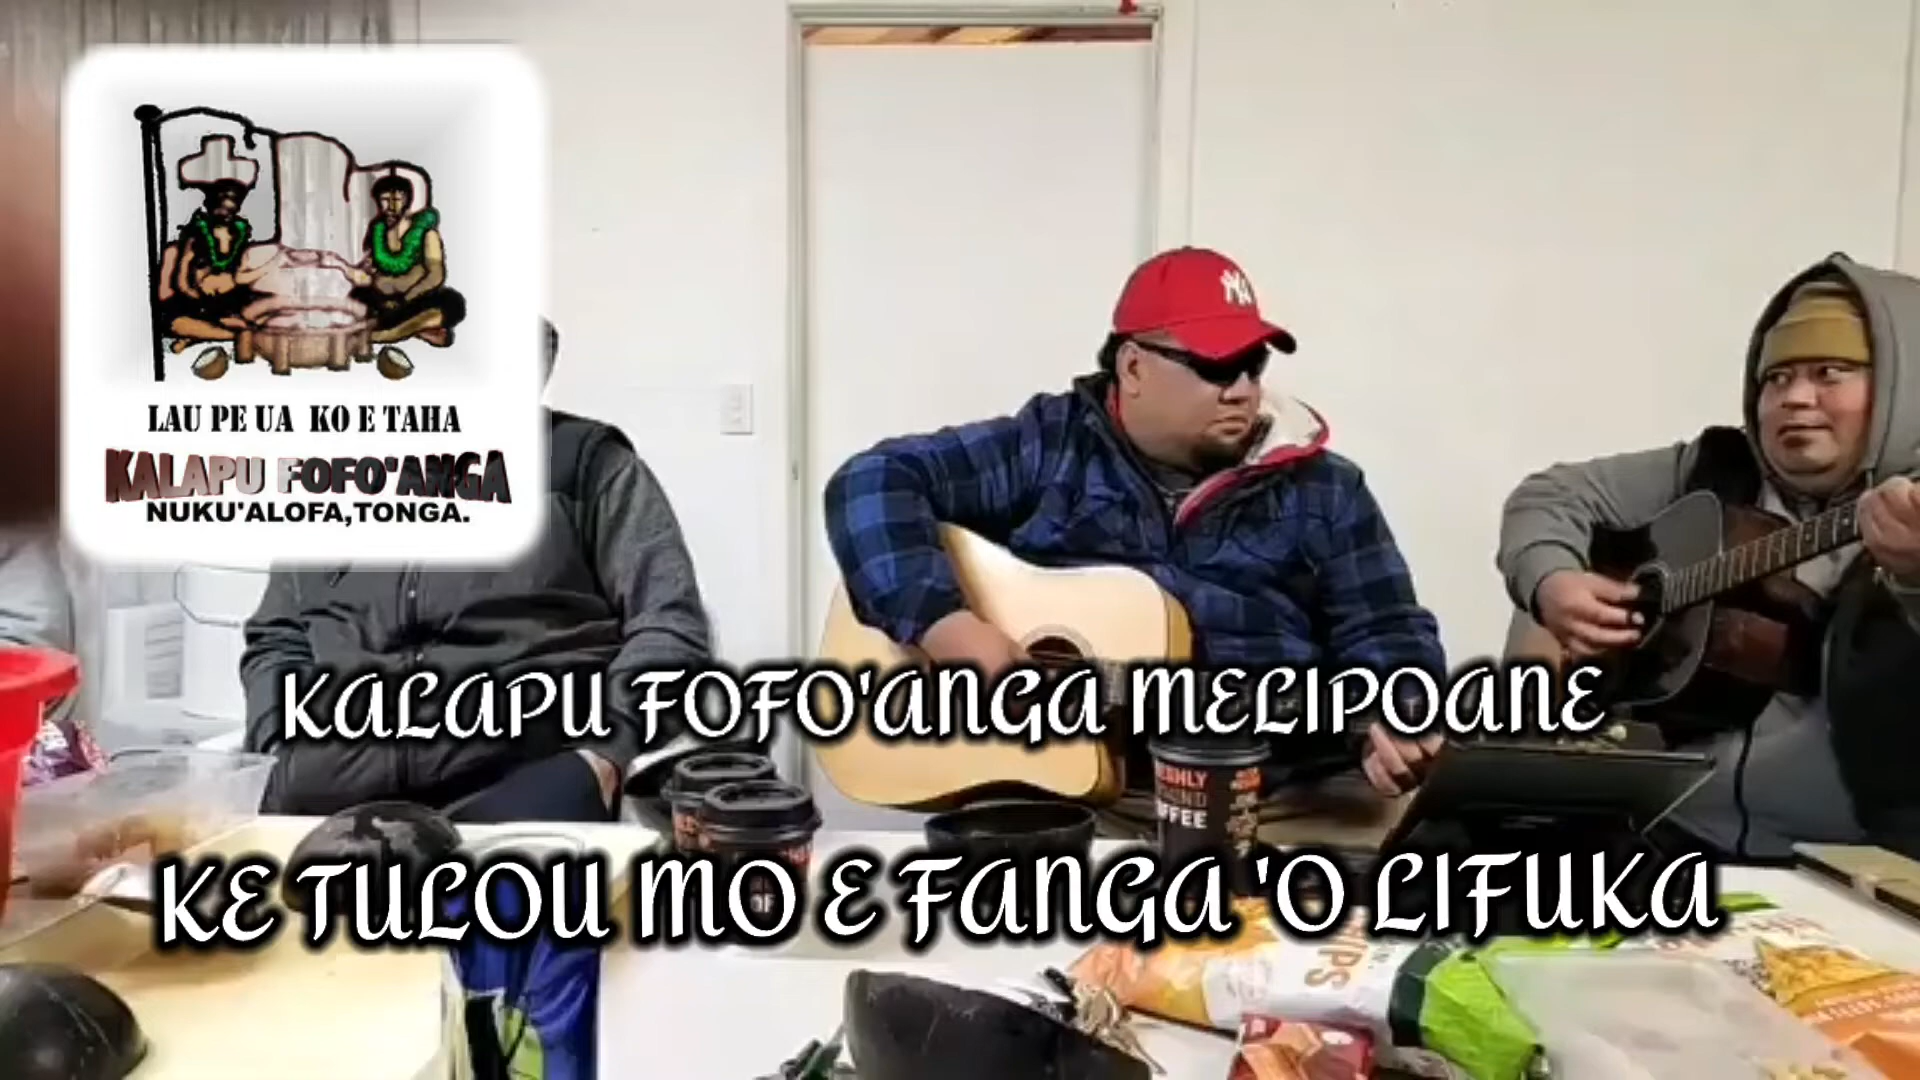 LAU PE UA KO E TAHA
KALAPU FOFO'ANGA
NUKU'ALOFA,TONGA.
KALAPU FOFO'ANGA MELIPOANE
COFFEE
KE TULOU MO E FANGA 'O LIFUKA